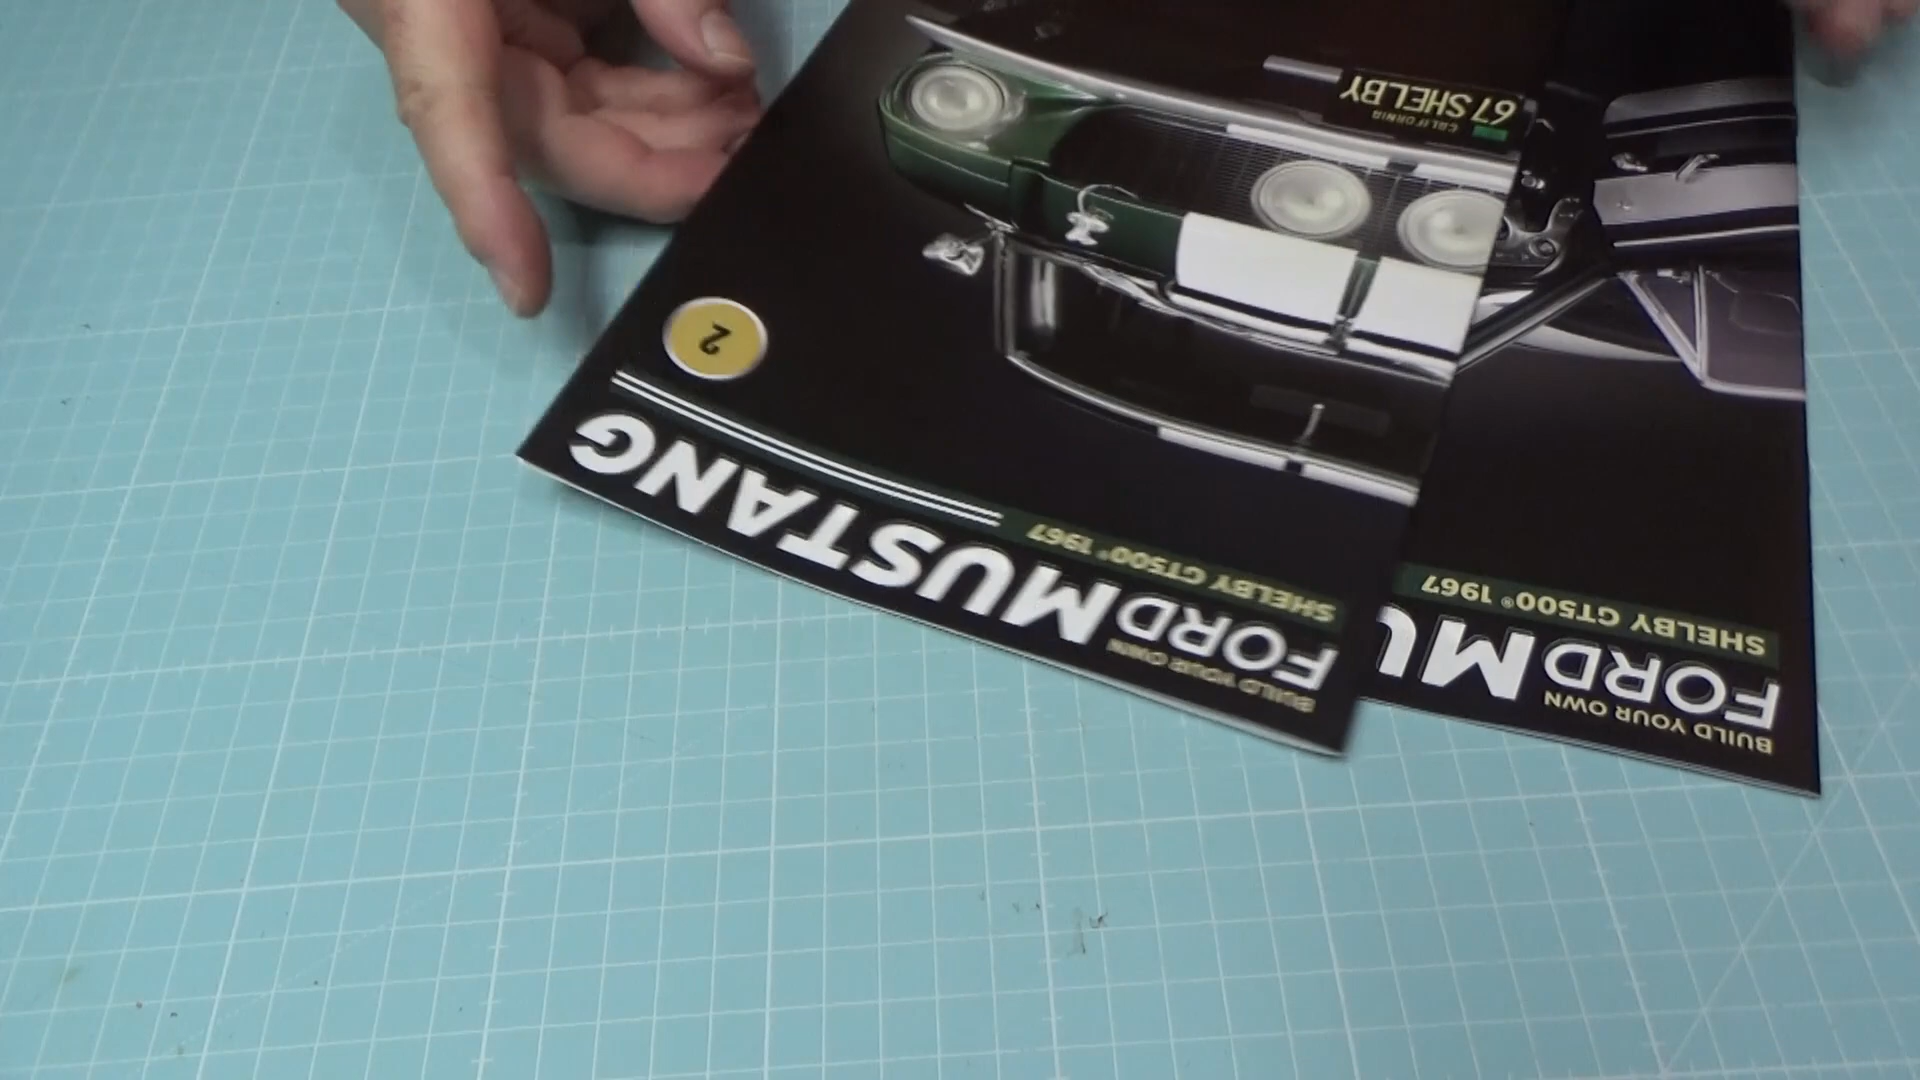 BUILD YOUR OWN
FORD MUSTANG
SHELBY GT500® 1967
2
CALIFORNIA
67 SHELBY
BUILD YOUR OWN
FORD MU
SHELBY GT500® 1967